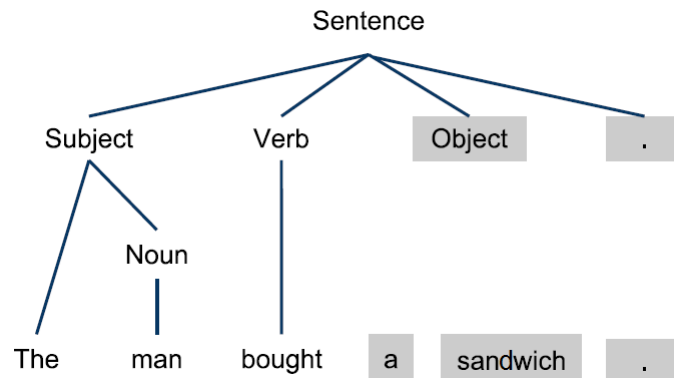 Sentence
Subject Verb Object .
Noun
The man bought a sandwich .